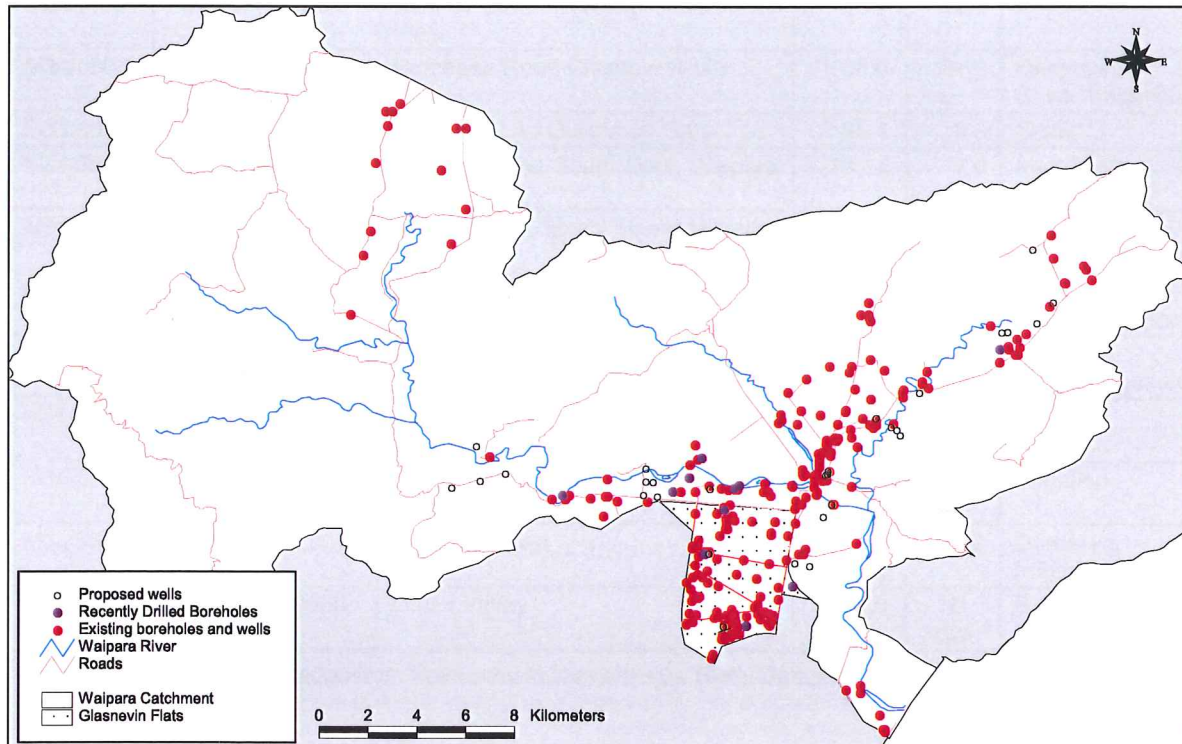 N
W E
S
Proposed wells
Recently Drilled Boreholes
Existing boreholes and wells
Waipara River
Roads
Waipara Catchment
Glasnevin Flats
0 2 4 6 8 Kilometers